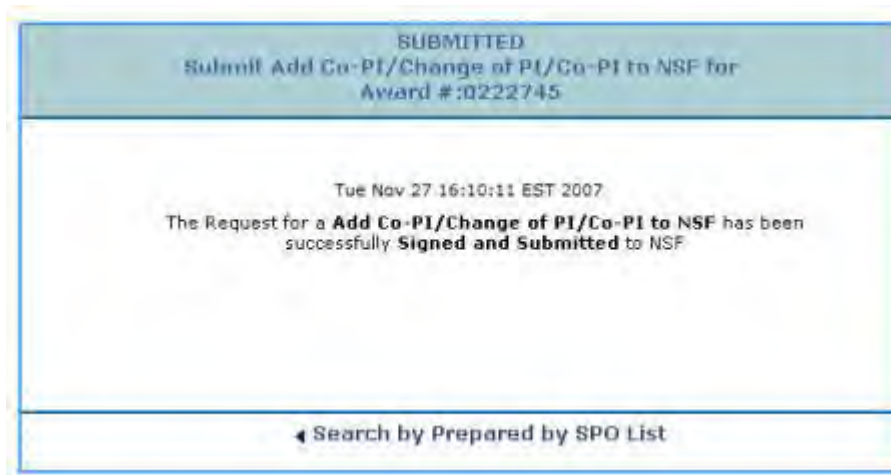 SUBMITTED
Submit Add Co-PI/Change of PI/Co-PI to NSF for
Award #:0222745
Tue Nov 27 16:10:11 EST 2007
The Request for a Add Co-PI/Change of PI/Co-PI to NSF has been
successfully Signed and Submitted to NSF
Search by Prepared by SPO List